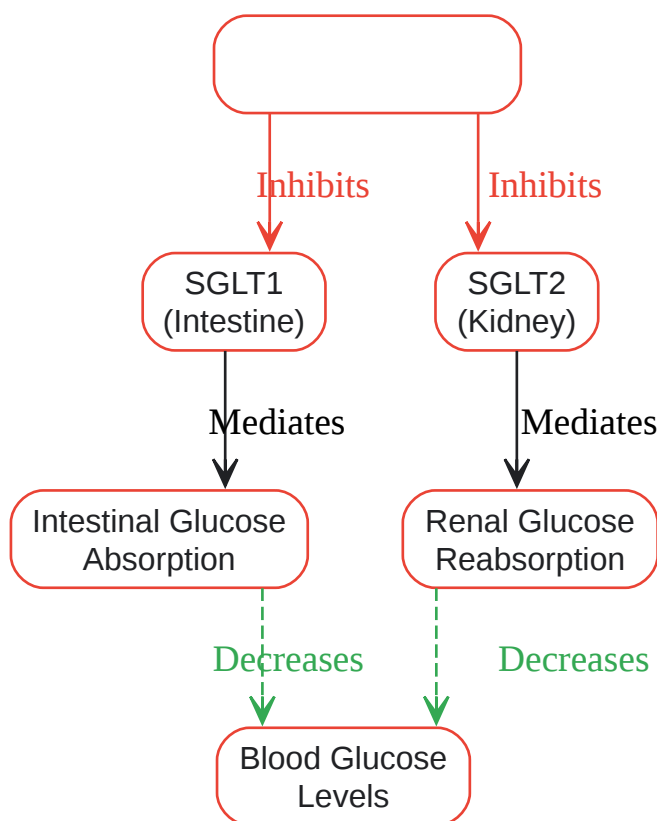 Inhibits
Inhibits
SGLT1
(Intestine)
SGLT2
(Kidney)
Mediates
Mediates
Intestinal Glucose
Absorption
Renal Glucose
Reabsorption
Decreases
Decreases
Blood Glucose
Levels